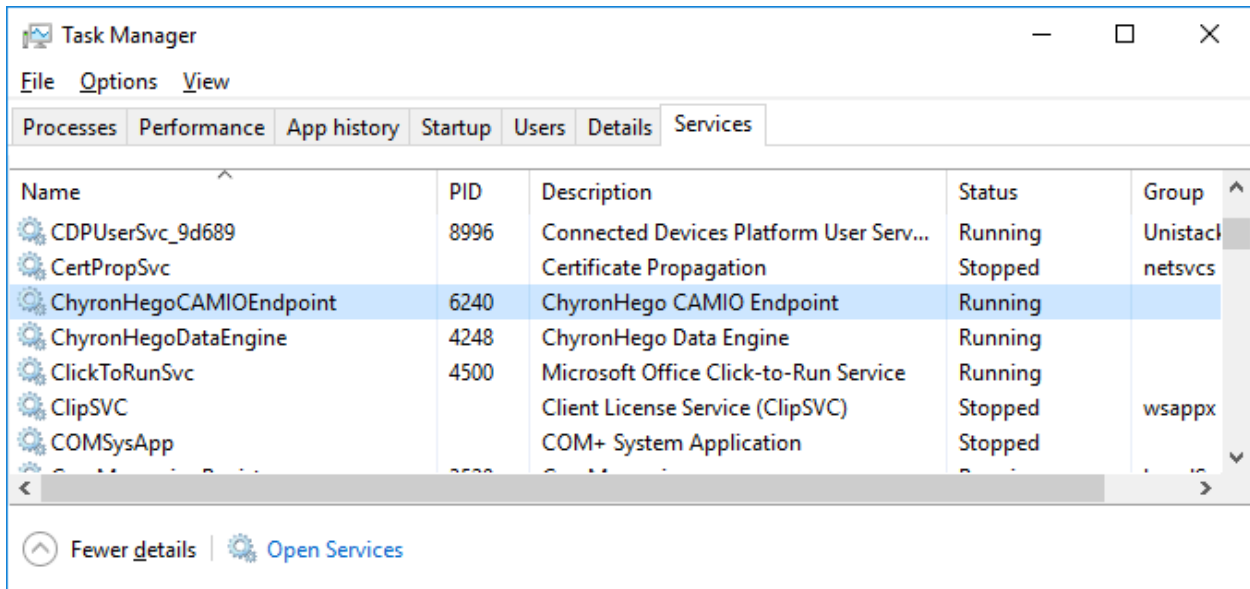 Task Manager
File Options View
Processes Performance App history Startup Users Details Services
Name PID Description Status Group
CDPUserSvc_9d689 8996 Connected Devices Platform User Serv... Running Unistack
CertPropSvc Certificate Propagation Stopped netsvcs
ChyronHegoCAMIOEndpoint 6240 ChyronHego CAMIO Endpoint Running
ChyronHegoDataEngine 4248 ChyronHego Data Engine Running
ClickToRunSvc 4500 Microsoft Office Click-to-Run Service Running
ClipSVC Client License Service (ClipSVC) Stopped wsappx
COMSysApp COM+ System Application Stopped
Fewer details Open Services